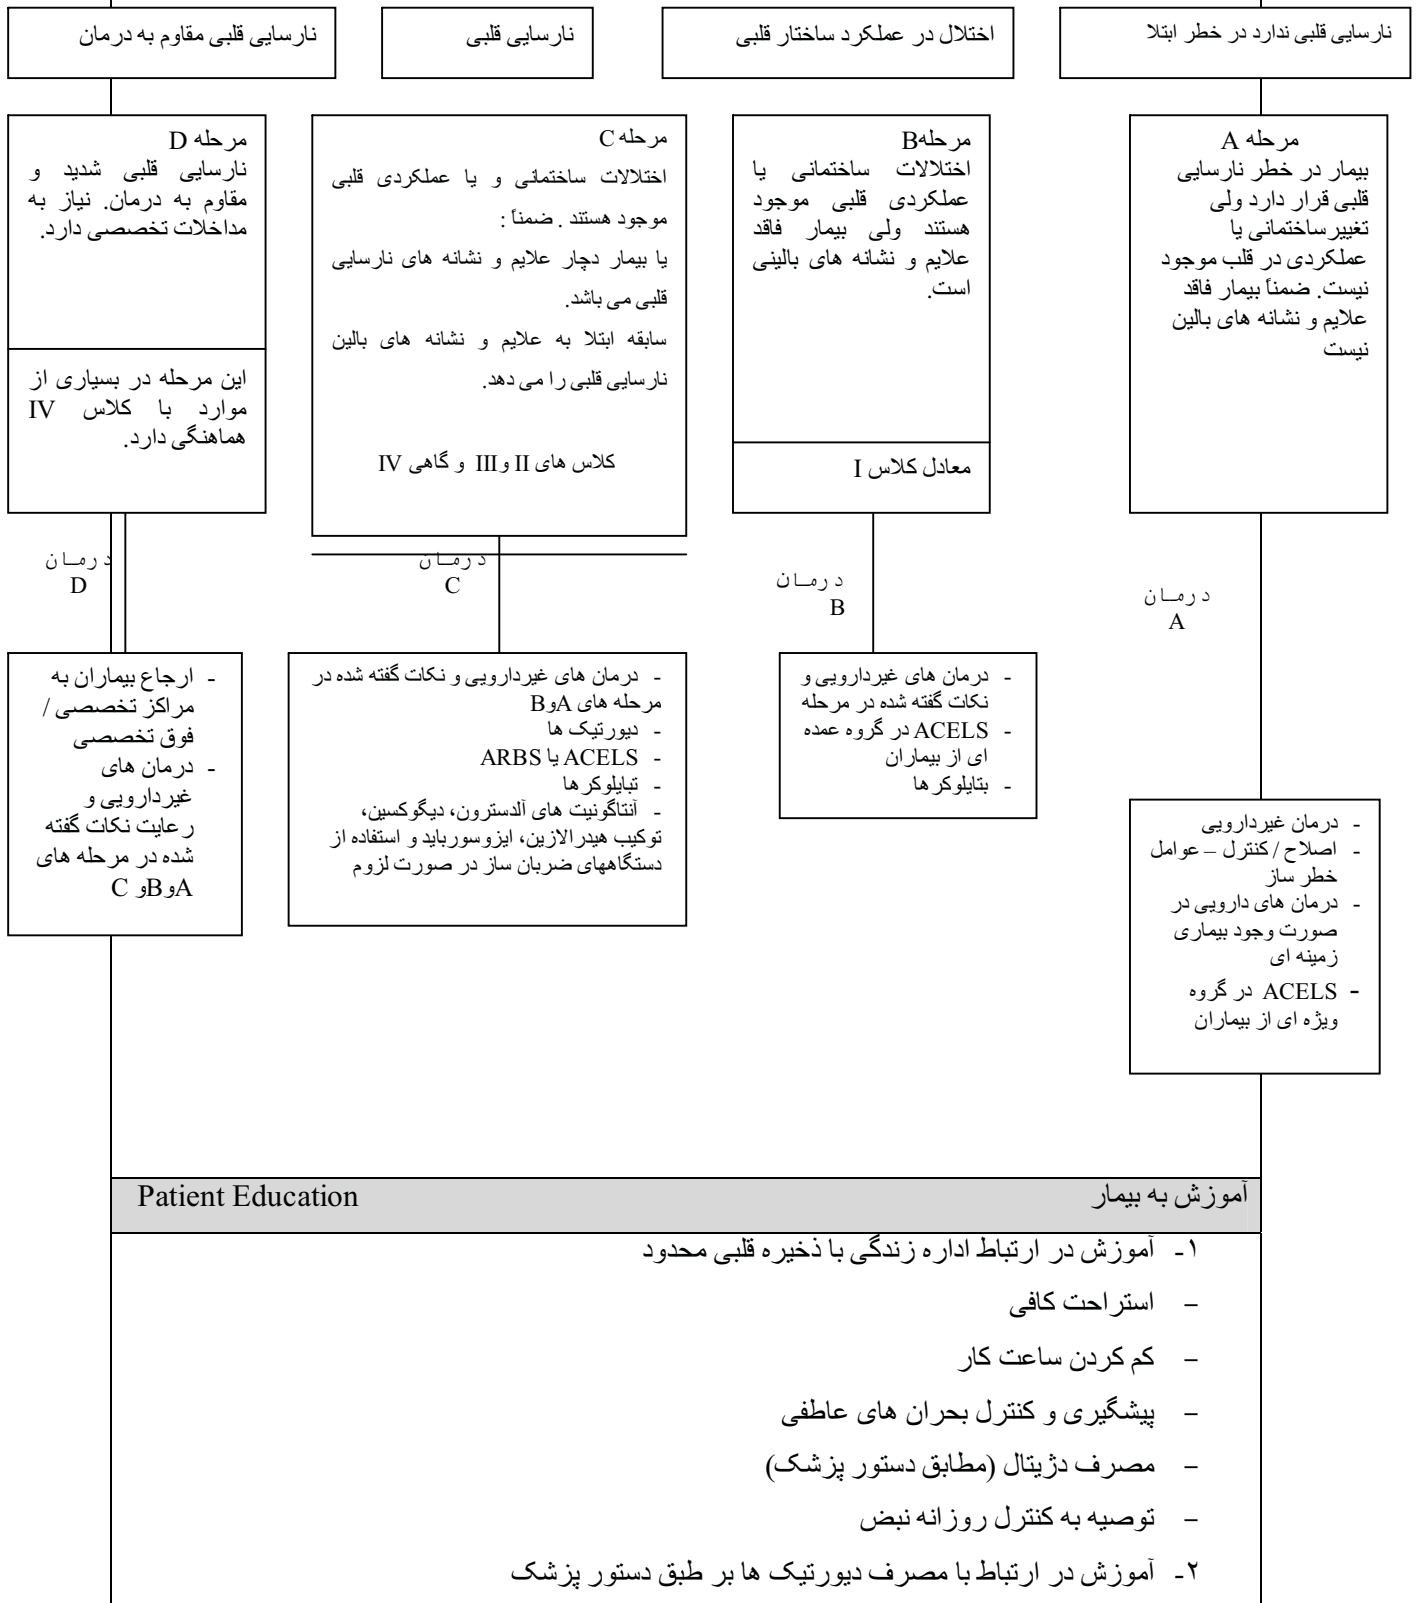 نارسایی قلبی ندارد در خطر ابتلا
اختلال در عملکرد ساختار قلبی
نارسایی قلبی
نارسایی قلبی مقاوم به درمان
مرحله A
بیمار در خطر نارسایی
قلبی قرار دارد ولی
تغییرساختمانی یا
عملکردی در قلب موجود
نیست. ضمناً بیمار فاقد
علایم و نشانه های بالین
نیست
مرحلهB
اختلالات ساختمانی یا
عملکردی قلبی موجود
هستند ولی بیمار فاقد
علایم و نشانه های بالینی
است.
معادل کلاس I
مرحله C
اختلالات ساختمانی و یا عملکردی قلبی
موجود هستند . ضمناً :
یا بیمار دچار علایم و نشانه های نارسایی
قلبی می باشد.
سابقه ابتلا به علایم و نشانه های بالین
نارسایی قلبی را می دهد.
کلاس های II وIII و گاهی IV
مرحله D
نارسایی قلبی شدید و
مقاوم به درمان. نیاز به
مداخلات تخصصی دارد.
این مرحله در بسیاری از
موارد با کلاس IV
هماهنگی دارد.
درمان
A
درمان
B
درمان
C
درمان
D
- درمان غیردارویی
- اصلاح / کنترل – عوامل
خطر ساز
- درمان های دارویی در
صورت وجود بیماری
زمینه ای
- ACELS در گروه
ویژه ای از بیماران
- درمان های غیردارویی و
نکات گفته شده در مرحله
- ACELS در گروه عمده
ای از بیماران
- بتایلوکرها
- درمان های غیردارویی و نکات گفته شده در
مرحله های AوB
- دیورتیک ها
- ACELS یا ARBS
- تبایلوکرها
- آنتاگونیت های آلدسترون، دیگوکسین،
توکیب هیدرالازین، ایزوسورباید و استفاده از
دستگاههای ضربان ساز در صورت لزوم
- ارجاع بیماران به
مراکز تخصصی /
فوق تخصصی
- درمان های
غیردارویی و
رعایت نکات گفته
شده در مرحله های
AوBو C
آموزش به بیمار Patient Education
۱- آموزش در ارتباط اداره زندگی با ذخیره قلبی محدود
– استراحت کافی
– کم کردن ساعت کار
– پیشگیری و کنترل بحران های عاطفی
– مصرف دژیتال (مطابق دستور پزشک)
– توصیه به کنترل روزانه نبض
۲- آموزش در ارتباط با مصرف دیورتیک ها بر طبق دستور پزشک